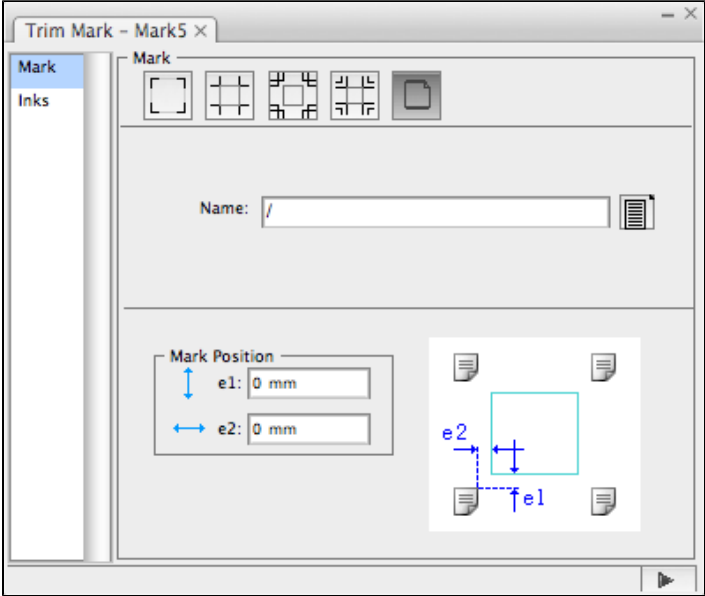 Trim Mark – Mark5 ×
Mark
Inks
Mark
Name: /
Mark Position
e1: 0 mm
e2: 0 mm
e2
e1